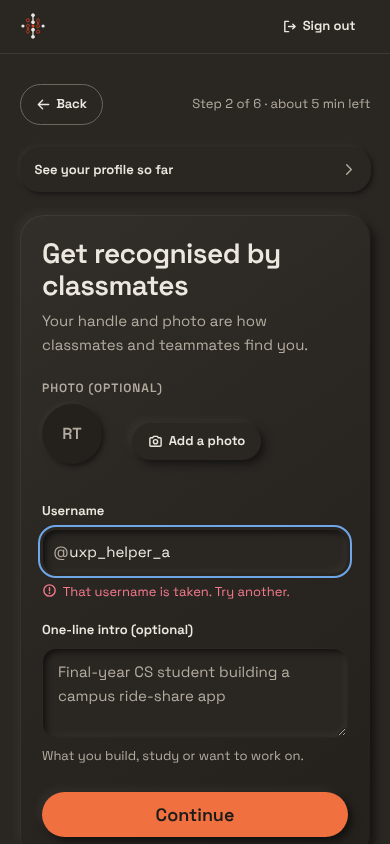 Sign out
Back
Step 2 of 6 · about 5 min left
See your profile so far
Get recognised by
classmates
Your handle and photo are how
classmates and teammates find you.
PHOTO (OPTIONAL)
RT
Add a photo
Username
@uxp_helper_a
That username is taken. Try another.
One-line intro (optional)
Final-year CS student building a
campus ride-share app
What you build, study or want to work on.
Continue